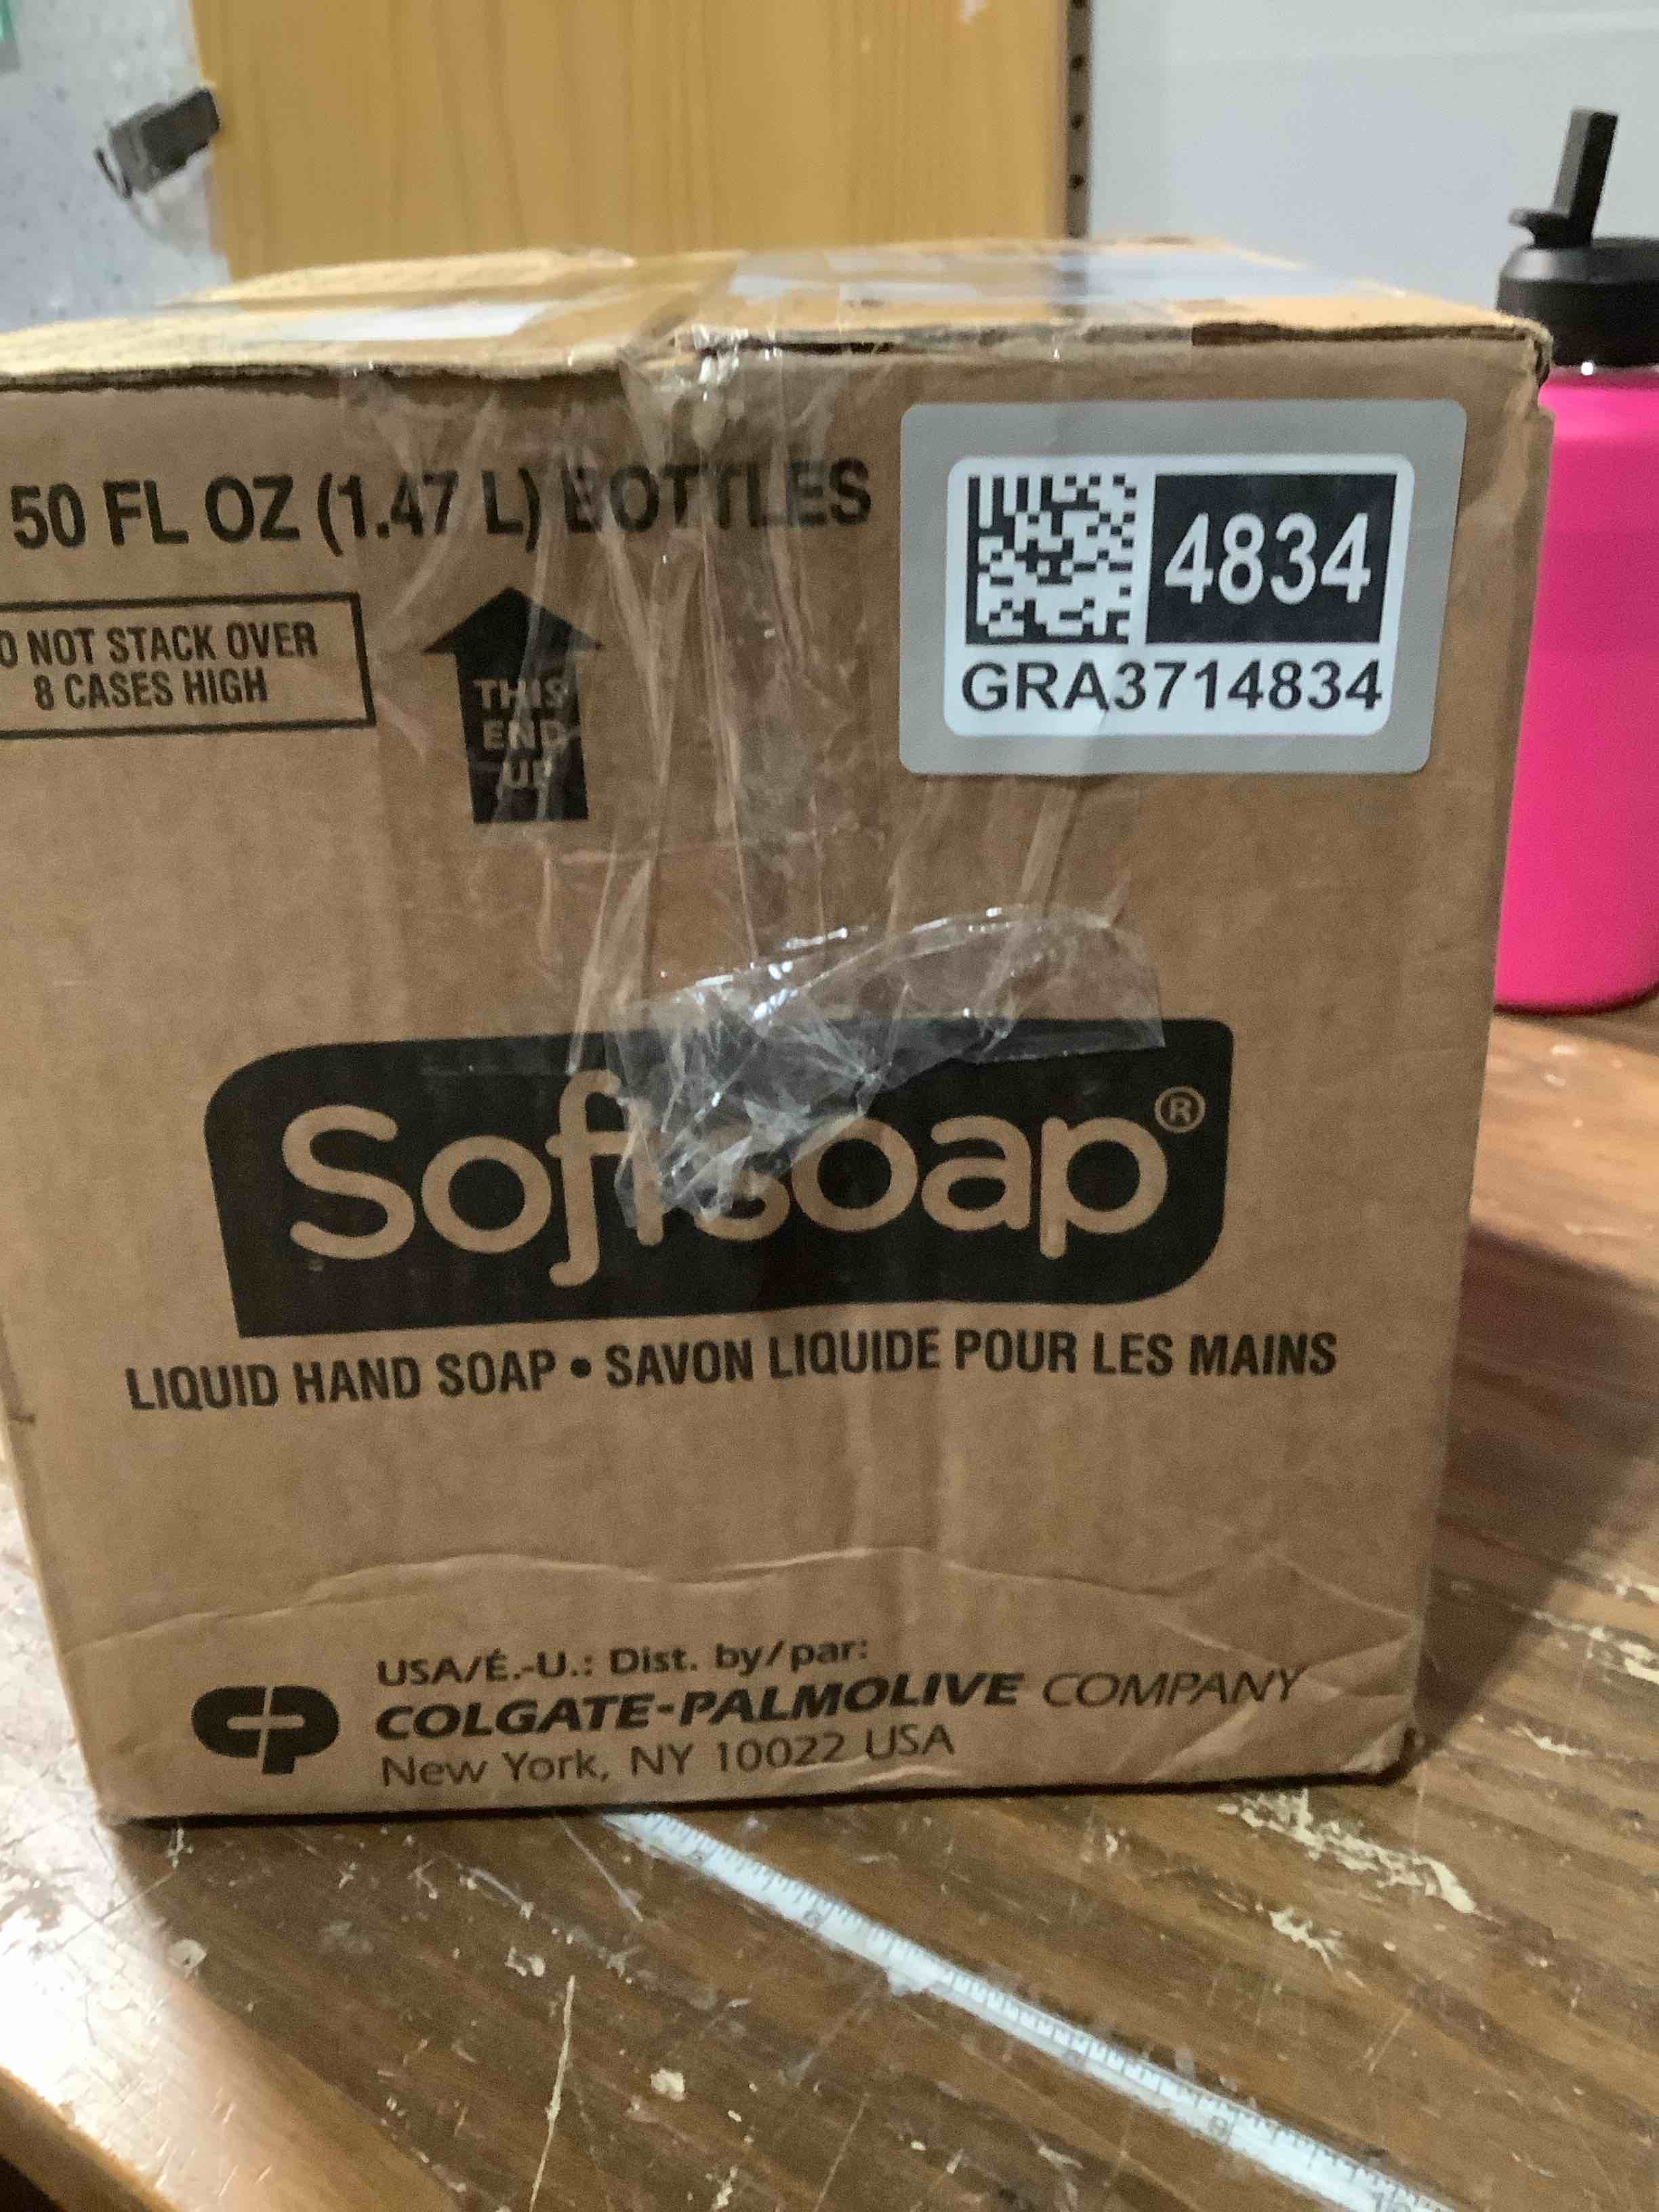 50 FL OZ (1.47 L) BOTTLES
4834
GRA3714834
NOT STACK OVER
8 CASES HIGH
THIS
END
UP
Softsoap®
LIQUID HAND SOAP • SAVON LIQUIDE POUR LES MAINS
CP
USA/É.-U.: Dist. by/par:
COLGATE-PALMOLIVE COMPANY
New York, NY 10022 USA